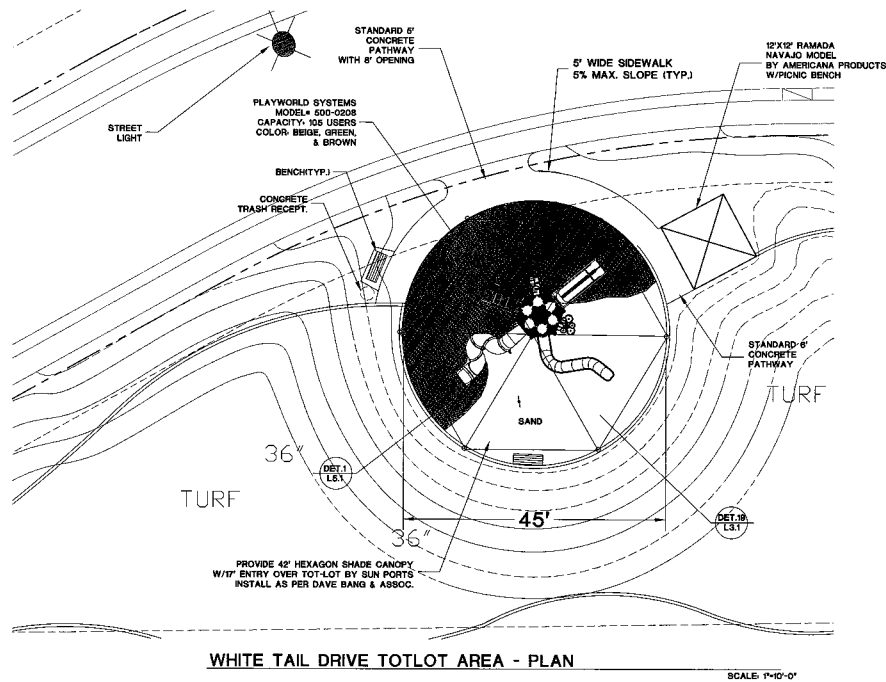 STANDARD 5'
CONCRETE
PATHWAY
WITH 8' OPENING
12'X12' RAMADA
NAVAJO MODEL
BY AMERICANA PRODUCTS
W/PICNIC BENCH
5' WIDE SIDEWALK
5% MAX. SLOPE (TYP.)
STREET
LIGHT
PLAYWORLD SYSTEMS
MODEL# 500-0208
CAPACITY: 105 USERS
COLOR: BEIGE, GREEN,
& BROWN
BENCH(TYP.)
CONCRETE
TRASH RECEPT.
STANDARD 6'
CONCRETE
PATHWAY
TURF
SAND
36"
DET.1
L5.1
TURF
DET.19
L3.1
45'
36"
PROVIDE 42' HEXAGON SHADE CANOPY
W/17' ENTRY OVER TOT-LOT BY SUN PORTS
INSTALL AS PER DAVE BANG & ASSOC.
WHITE TAIL DRIVE TOTLOT AREA - PLAN
SCALE: 1"=10'-0"